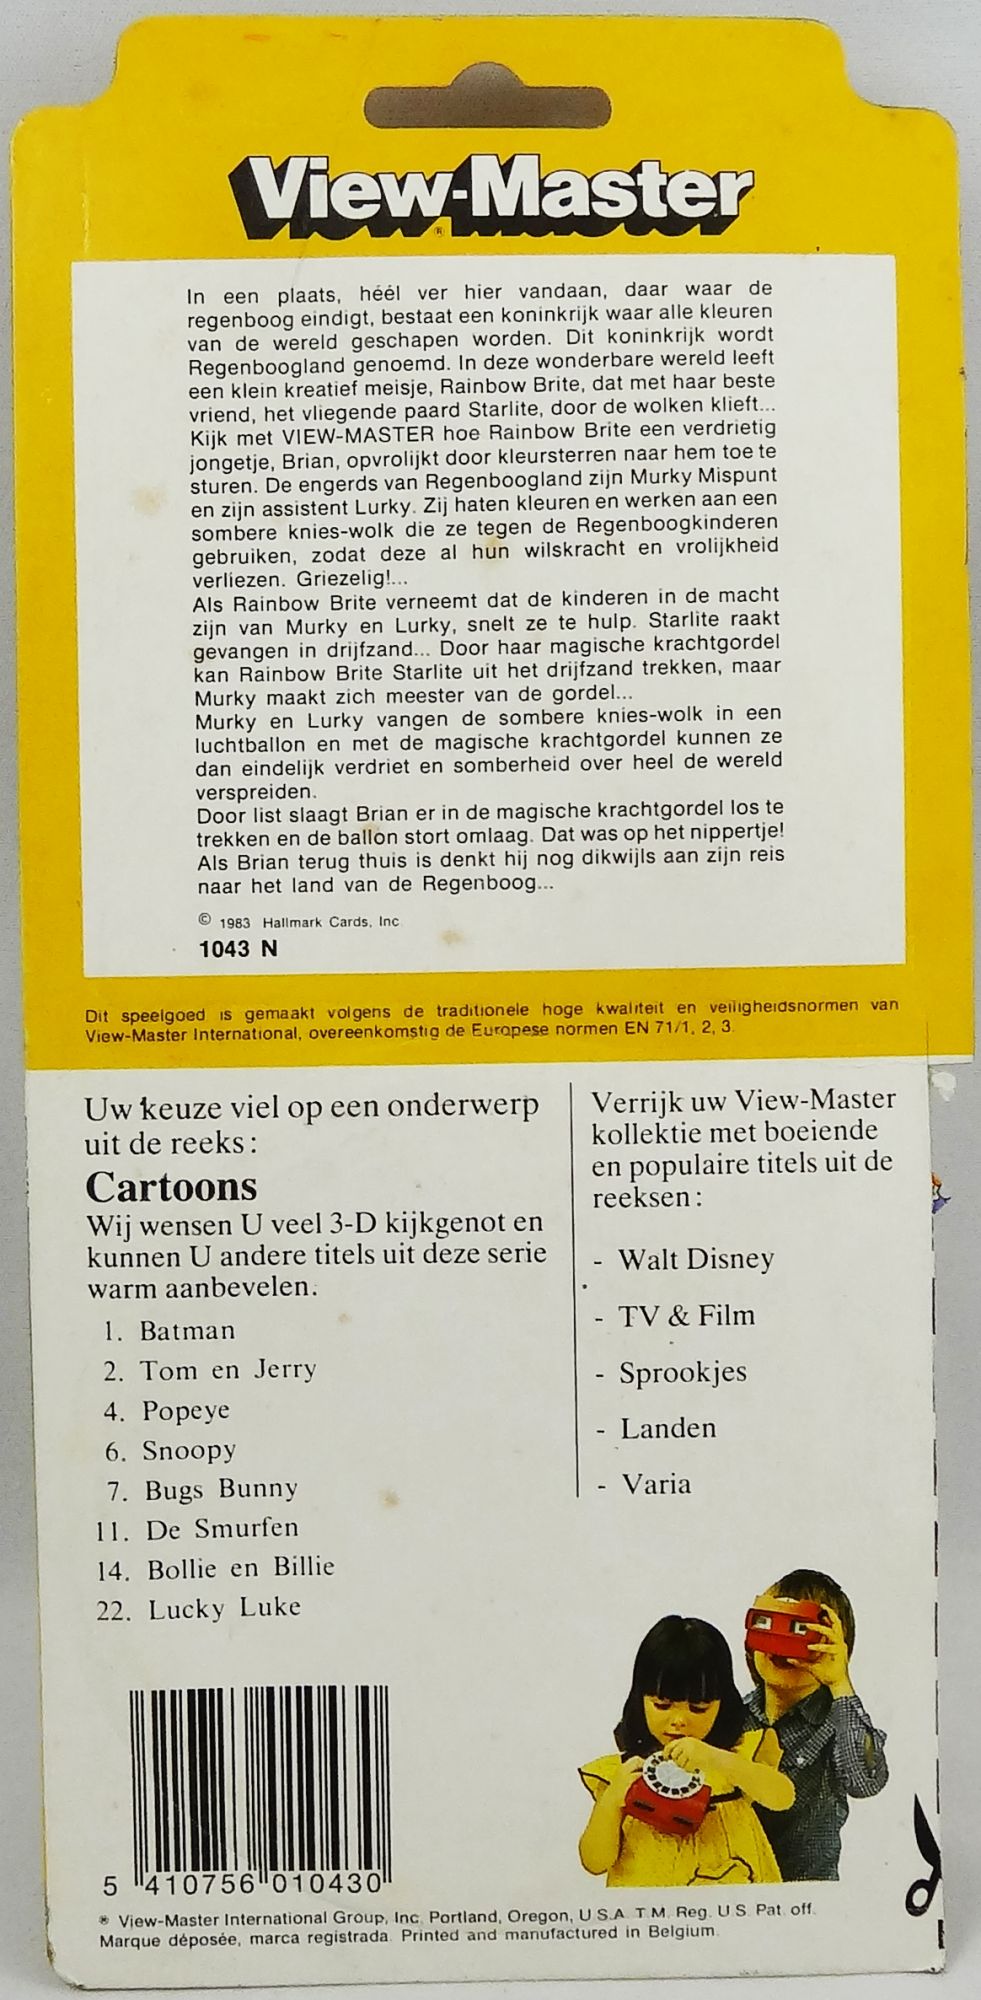 View-Master
®
In een plaats, héél ver hier vandaan, daar waar de
regenboog eindigt, bestaat een koninkrijk waar alle kleuren
van de wereld geschapen worden. Dit koninkrijk wordt
Regenboogland genoemd. In deze wonderbare wereld leeft
een klein kreatief meisje, Rainbow Brite, dat met haar beste
vriend, het vliegende paard Starlite, door de wolken klieft...
Kijk met VIEW-MASTER hoe Rainbow Brite een verdrietig
jongetje, Brian, opvrolijkt door kleursterren naar hem toe te
sturen. De engerds van Regenboogland zijn Murky Mispunt
en zijn assistent Lurky. Zij haten kleuren en werken aan een
sombere knies-wolk die ze tegen de Regenboogkinderen
gebruiken, zodat deze al hun wilskracht en vrolijkheid
verliezen. Griezelig!...
Als Rainbow Brite verneemt dat de kinderen in de macht
zijn van Murky en Lurky, snelt ze te hulp. Starlite raakt
gevangen in drijfzand... Door haar magische krachtgordel
kan Rainbow Brite Starlite uit het drijfzand trekken, maar
Murky maakt zich meester van de gordel...
Murky en Lurky vangen de sombere knies-wolk in een
luchtballon en met de magische krachtgordel kunnen ze
dan eindelijk verdriet en somberheid over heel de wereld
verspreiden.
Door list slaagt Brian er in de magische krachtgordel los te
trekken en de ballon stort omlaag. Dat was op het nippertje!
Als Brian terug thuis is denkt hij nog dikwijls aan zijn reis
naar het land van de Regenboog...
© 1983 Hallmark Cards, Inc.
1043 N
Dit speelgoed is gemaakt volgens de traditionele hoge kwaliteit en veiligheidsnormen van
View-Master International, overeenkomstig de Europese normen EN 71/1, 2, 3.
Uw keuze viel op een onderwerp
uit de reeks:
Cartoons
Wij wensen U veel 3-D kijkgenot en
kunnen U andere titels uit deze serie
warm aanbevelen.
1. Batman
2. Tom en Jerry
4. Popeye
6. Snoopy
7. Bugs Bunny
11. De Smurfen
14. Bollie en Billie
22. Lucky Luke
Verrijk uw View-Master
kollektie met boeiende
en populaire titels uit de
reeksen:
- Walt Disney
- TV & Film
- Sprookjes
- Landen
- Varia
5 410756 010430
® View-Master International Group, Inc. Portland, Oregon, U.S.A. T.M. Reg. U.S. Pat. off.
Marque déposée, marca registrada. Printed and manufactured in Belgium.